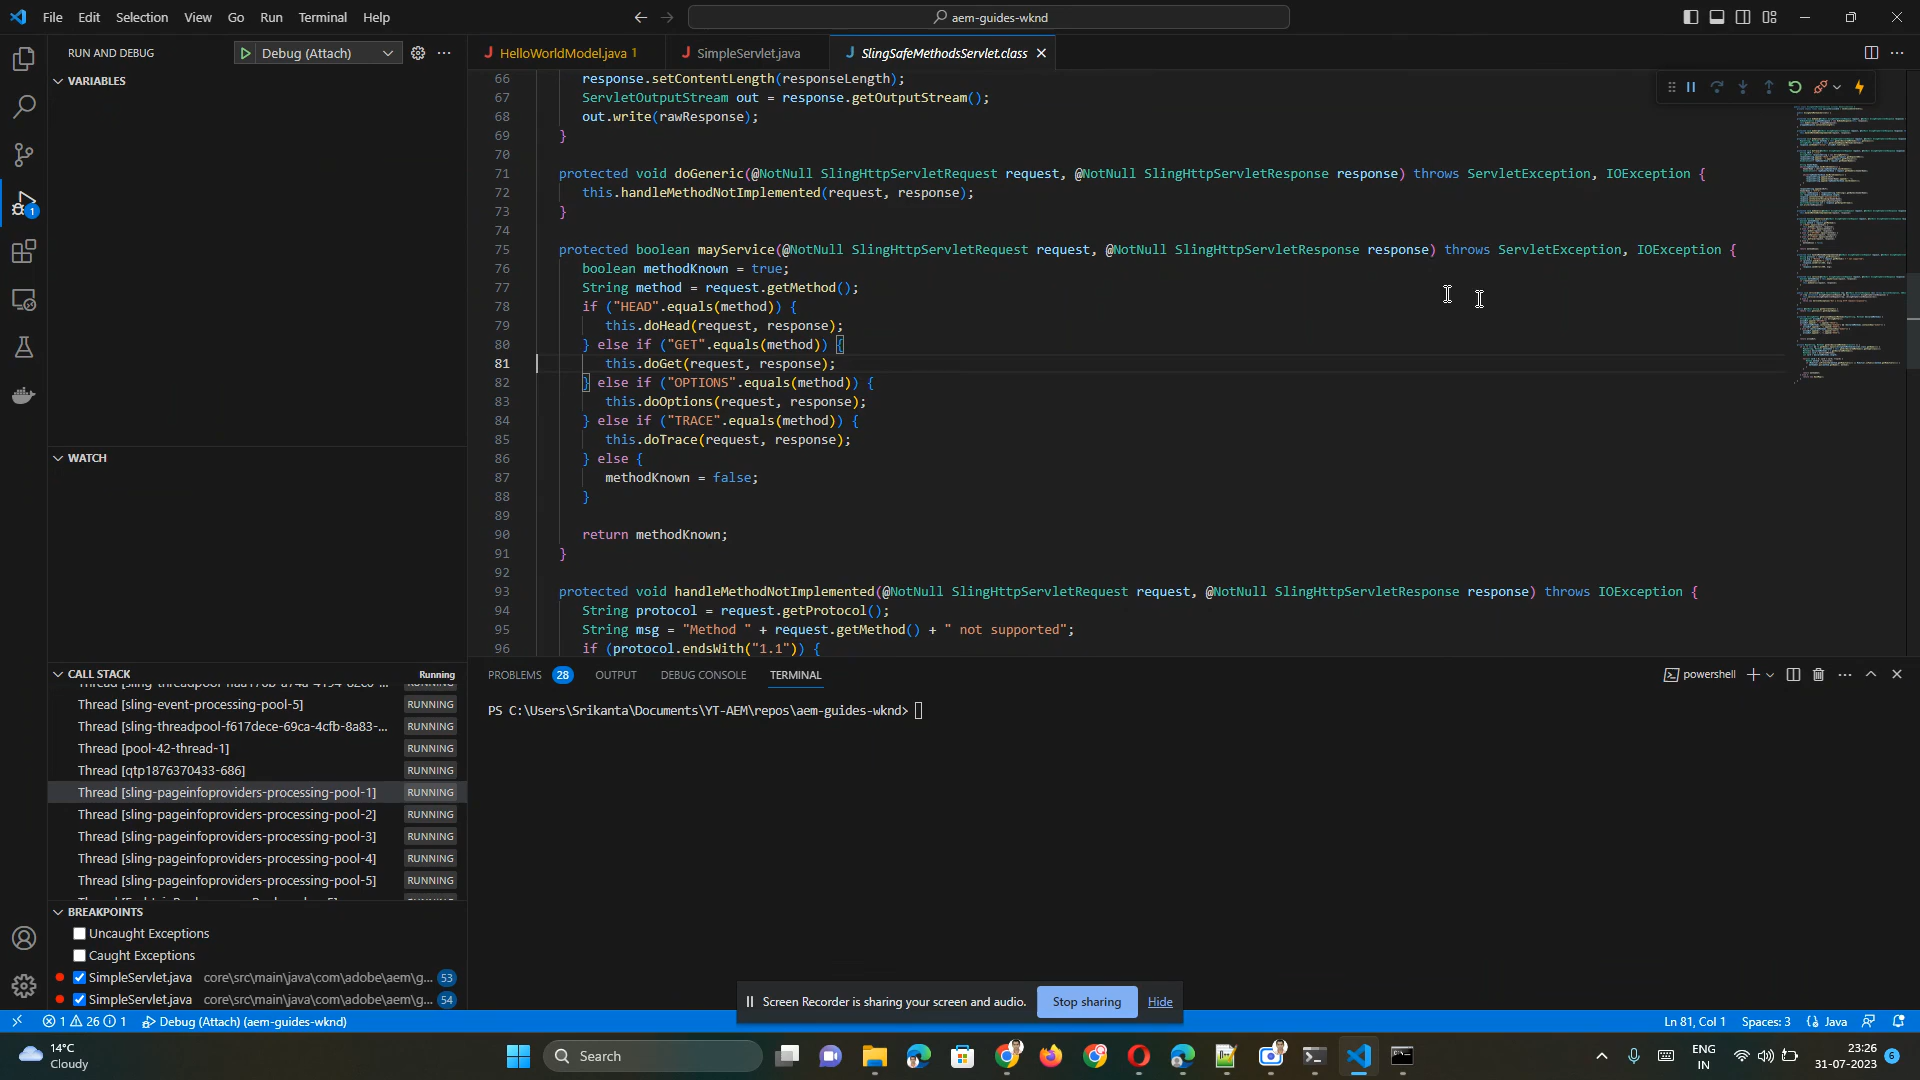 File Edit Selection View Go Run Terminal Help
aem-guides-wknd
RUN AND DEBUG
Debug (Attach)
HelloWorldModel.java 1
SimpleServlet.java
SlingSafeMethodsServlet.class
VARIABLES
66 response.setContentLength(responseLength);
67 ServletOutputStream out = response.getOutputStream();
68 out.write(rawResponse);
69 }
70
71 protected void doGeneric(@NotNull SlingHttpServletRequest request, @NotNull SlingHttpServletResponse response) throws ServletException, IOException {
72 this.handleMethodNotImplemented(request, response);
73 }
74
75 protected boolean mayService(@NotNull SlingHttpServletRequest request, @NotNull SlingHttpServletResponse response) throws ServletException, IOException {
76 boolean methodKnown = true;
77 String method = request.getMethod();
78 if ("HEAD".equals(method)) {
79 this.doHead(request, response);
80 } else if ("GET".equals(method)) {
81 this.doGet(request, response);
82 } else if ("OPTIONS".equals(method)) {
83 this.doOptions(request, response);
84 } else if ("TRACE".equals(method)) {
85 this.doTrace(request, response);
86 } else {
87 methodKnown = false;
88 }
89
90 return methodKnown;
91 }
92
93 protected void handleMethodNotImplemented(@NotNull SlingHttpServletRequest request, @NotNull SlingHttpServletResponse response) throws IOException {
94 String protocol = request.getProtocol();
95 String msg = "Method " + request.getMethod() + " not supported";
96 if (protocol.endsWith("1.1")) {
WATCH
CALL STACK Running
Thread [sling-event-processing-pool-5] RUNNING
Thread [sling-threadpool-f617dece-69ca-4cfb-8a83-... RUNNING
Thread [pool-42-thread-1] RUNNING
Thread [qtp1876370433-686] RUNNING
Thread [sling-pageinfoproviders-processing-pool-1] RUNNING
Thread [sling-pageinfoproviders-processing-pool-2] RUNNING
Thread [sling-pageinfoproviders-processing-pool-3] RUNNING
Thread [sling-pageinfoproviders-processing-pool-4] RUNNING
Thread [sling-pageinfoproviders-processing-pool-5] RUNNING
BREAKPOINTS
Uncaught Exceptions
Caught Exceptions
SimpleServlet.java core\src\main\java\com\adobe\aem\g... 53
SimpleServlet.java core\src\main\java\com\adobe\aem\g... 54
PROBLEMS 28 OUTPUT DEBUG CONSOLE TERMINAL
powershell
PS C:\Users\Srikanta\Documents\YT-AEM\repos\aem-guides-wknd>
Screen Recorder is sharing your screen and audio. Stop sharing Hide
1 26 1 Debug (Attach) (aem-guides-wknd)
Ln 81, Col 1 Spaces: 3 {} Java
14°C
Cloudy
Search
ENG
IN
23:26
31-07-2023
6